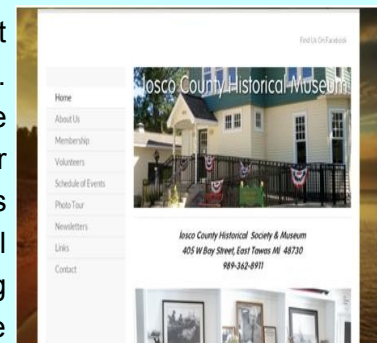 Find Us On Facebook
Iosco County Historical Museum
Home
About Us
Membership
Volunteers
Schedule of Events
Photo Tour
Newsletters
Links
Contact
Iosco County Historical Society & Museum
405 W Bay Street, East Tawas MI 48730
989-362-8911